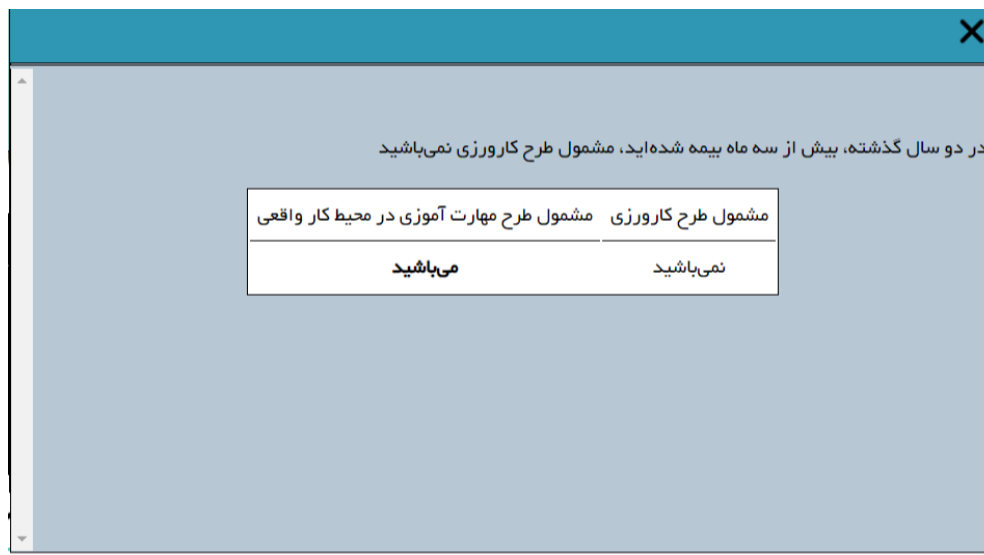 در دو سال گذشته، بیش از سه ماه بیمه شده‌اید، مشمول طرح کارورزی نمی‌باشید
مشمول طرح کارورزی مشمول طرح مهارت آموزی در محیط کار واقعی
نمی‌باشید می‌باشید